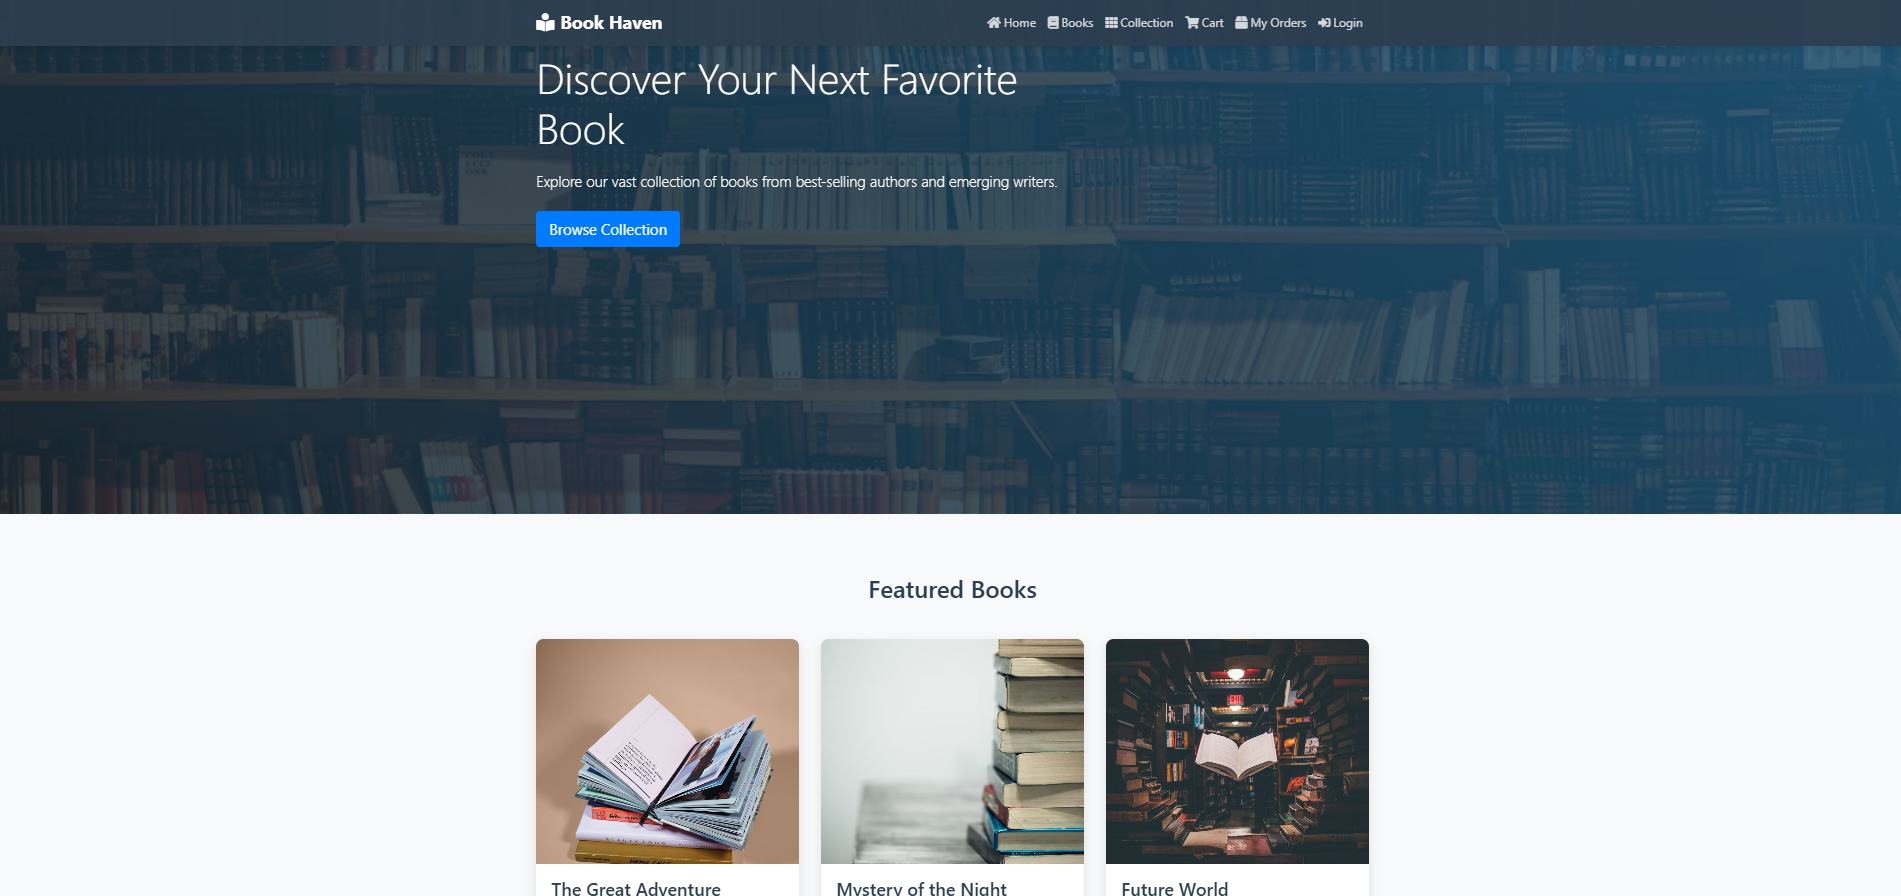 Book Haven
Home Books Collection Cart My Orders Login
Discover Your Next Favorite
Book
Explore our vast collection of books from best-selling authors and emerging writers.
Browse Collection
Featured Books
EXIT
The Great Adventure
Mystery of the Night
Future World